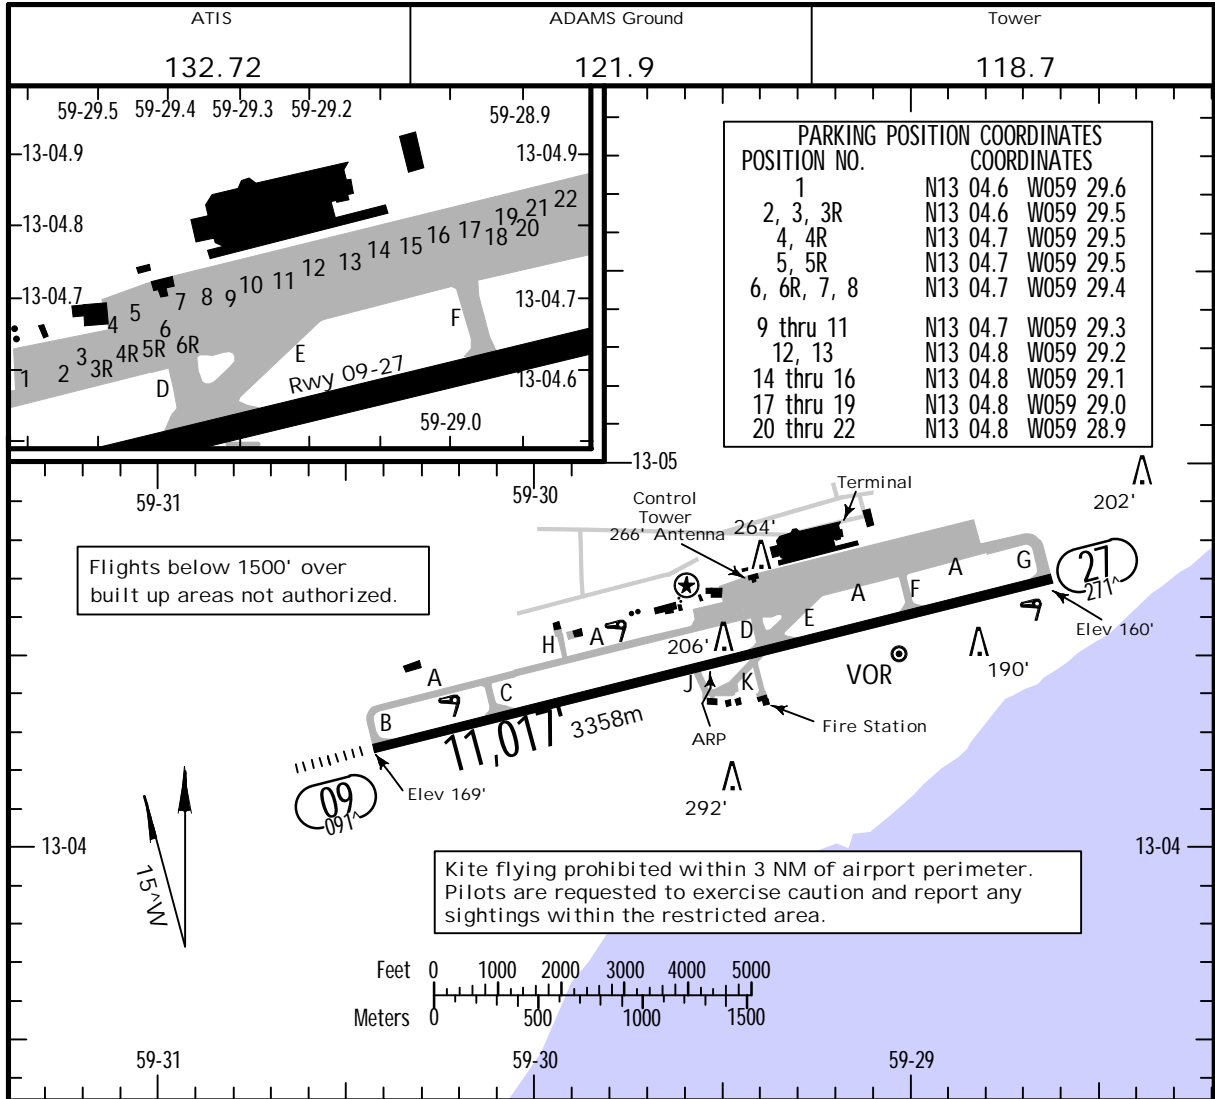 ATIS
132.72
ADAMS Ground
121.9
Tower
118.7
59-29.5 59-29.4 59-29.3 59-29.2 59-28.9
13-04.9 13-04.9
13-04.8
13-04.7 13-04.7
13-04.6
59-29.0
1 2 3 3R 4 4R 5 5R 6 6R 7 8 9 10 11 12 13 14 15 16 17 18 19 20 21 22
D
E
F
Rwy 09-27
PARKING POSITION COORDINATES
POSITION NO. COORDINATES
1 N13 04.6 W059 29.6
2, 3, 3R N13 04.6 W059 29.5
4, 4R N13 04.7 W059 29.5
5, 5R N13 04.7 W059 29.5
6, 6R, 7, 8 N13 04.7 W059 29.4
9 thru 11 N13 04.7 W059 29.3
12, 13 N13 04.8 W059 29.2
14 thru 16 N13 04.8 W059 29.1
17 thru 19 N13 04.8 W059 29.0
20 thru 22 N13 04.8 W059 28.9
13-05
59-31
59-30
Control
Tower
266' Antenna
264'
Terminal
202'
Flights below 1500' over
built up areas not authorized.
27
271^
A
G
A
F
E
D
Elev 160'
H
A
206'
190'
VOR
A
C
B
J
K
Fire Station
ARP
11,017'
3358m
09
091^
Elev 169'
292'
13-04
13-04
15^W
Kite flying prohibited within 3 NM of airport perimeter.
Pilots are requested to exercise caution and report any
sightings within the restricted area.
Feet 0 1000 2000 3000 4000 5000
Meters 0 500 1000 1500
59-31
59-30
59-29